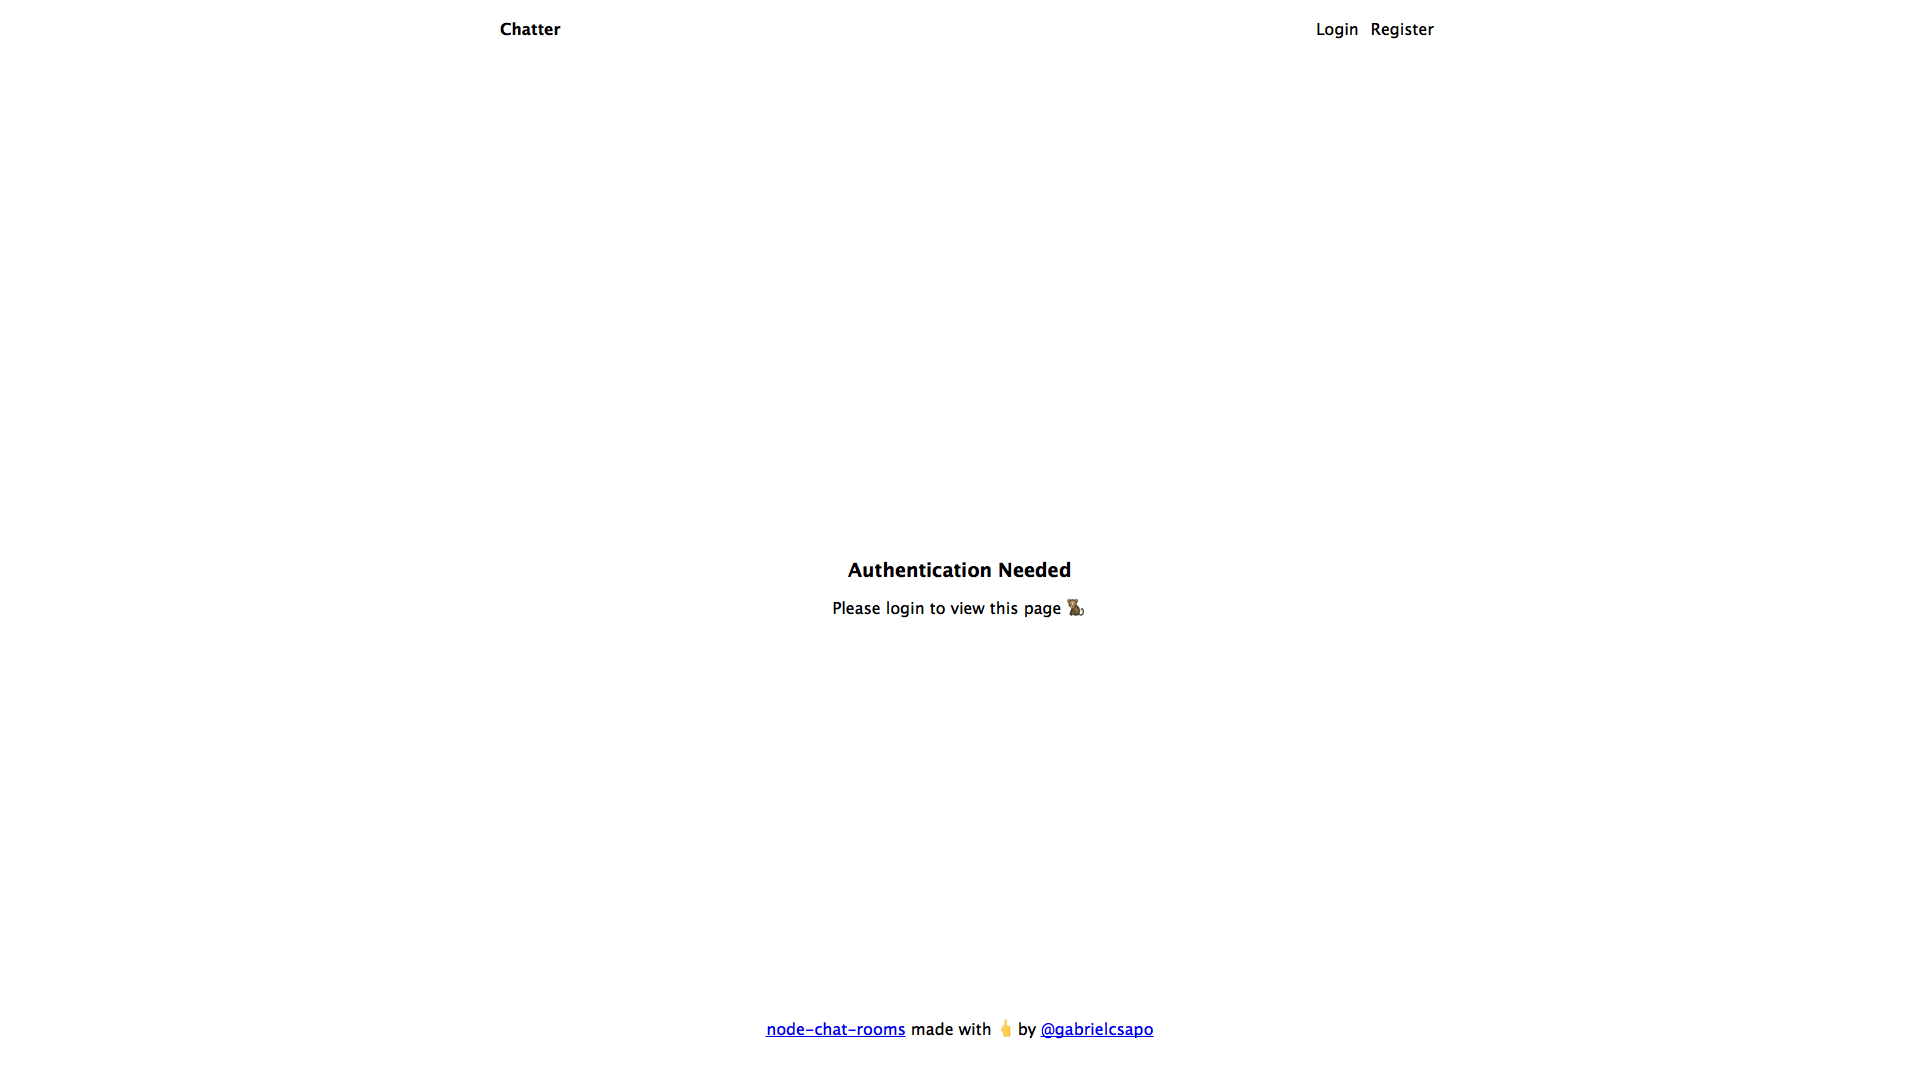 Chatter
Login Register
Authentication Needed
Please login to view this page 🐒
node-chat-rooms made with 🖕 by @gabrielcsapo